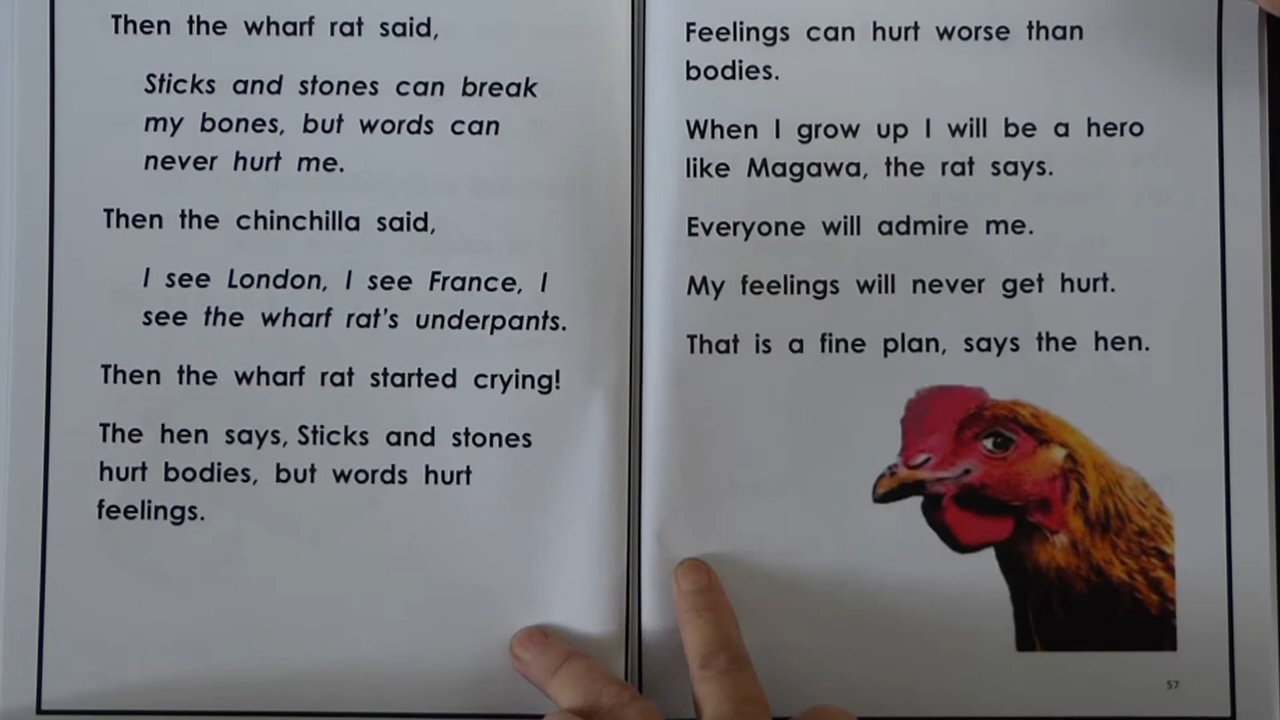 Then the wharf rat said,
Sticks and stones can break
my bones, but words can
never hurt me.
Then the chinchilla said,
I see London, I see France, I
see the wharf rat's underpants.
Then the wharf rat started crying!
The hen says, Sticks and stones
hurt bodies, but words hurt
feelings.
Feelings can hurt worse than
bodies.
When I grow up I will be a hero
like Magawa, the rat says.
Everyone will admire me.
My feelings will never get hurt.
That is a fine plan, says the hen.
57